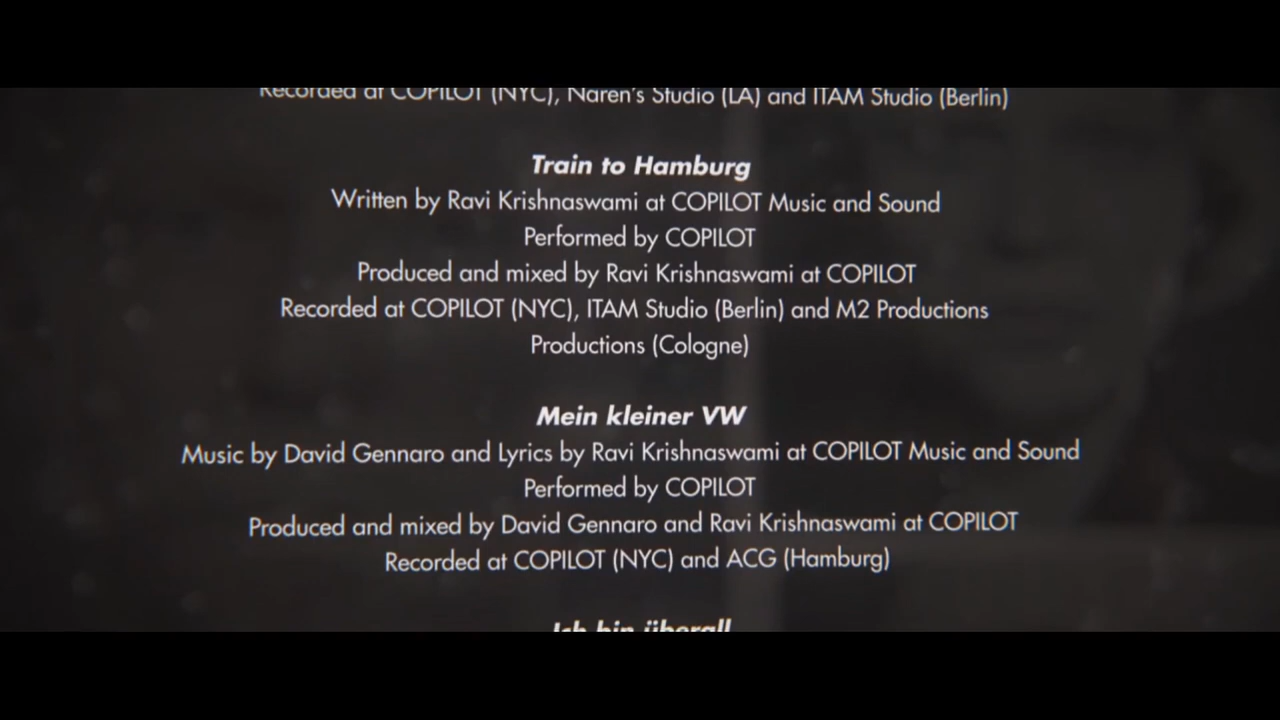 Recorded at COPILOT (NYC), Naren's Studio (LA) and ITAM Studio (Berlin)
Train to Hamburg
Written by Ravi Krishnaswami at COPILOT Music and Sound
Performed by COPILOT
Produced and mixed by Ravi Krishnaswami at COPILOT
Recorded at COPILOT (NYC), ITAM Studio (Berlin) and M2 Productions
Productions (Cologne)
Mein kleiner VW
Music by David Gennaro and Lyrics by Ravi Krishnaswami at COPILOT Music and Sound
Performed by COPILOT
Produced and mixed by David Gennaro and Ravi Krishnaswami at COPILOT
Recorded at COPILOT (NYC) and ACG (Hamburg)
Ich bin überall